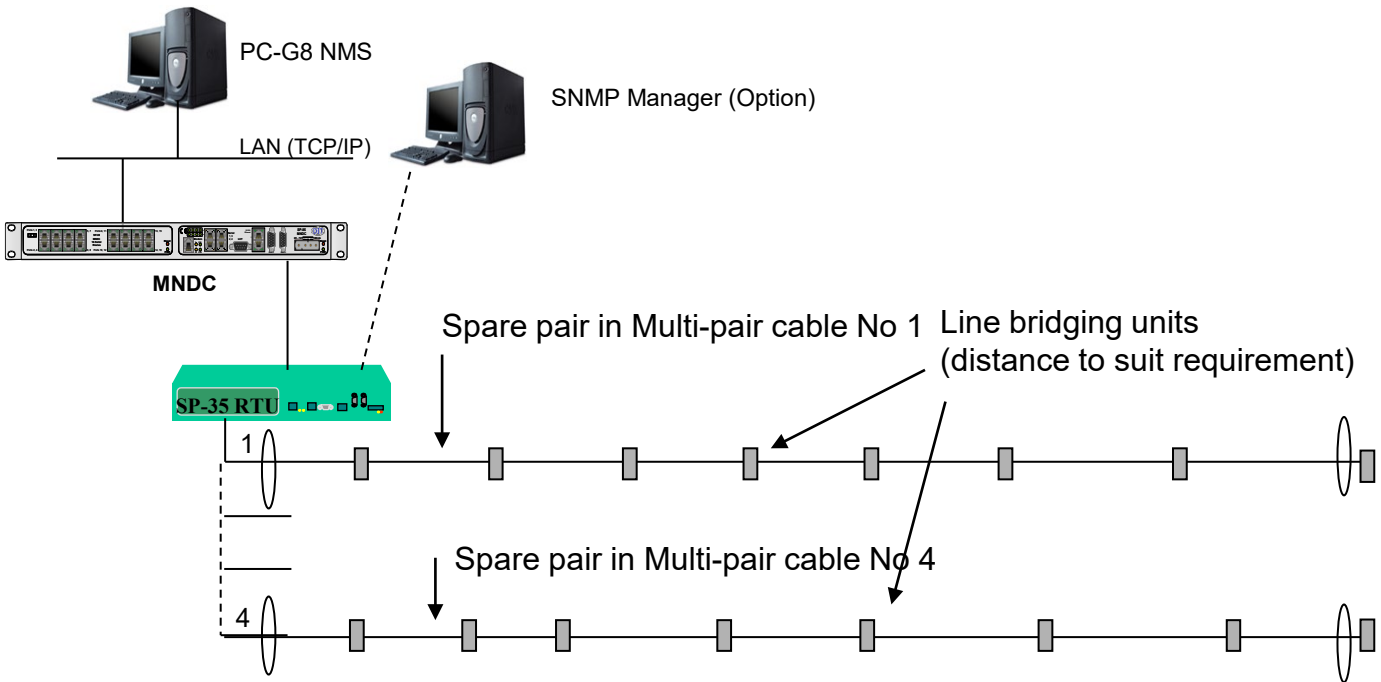 PC-G8 NMS
SNMP Manager (Option)
LAN (TCP/IP)
MNDC
Spare pair in Multi-pair cable No 1
Line bridging units
(distance to suit requirement)
SP-35 RTU
1
Spare pair in Multi-pair cable No 4
4